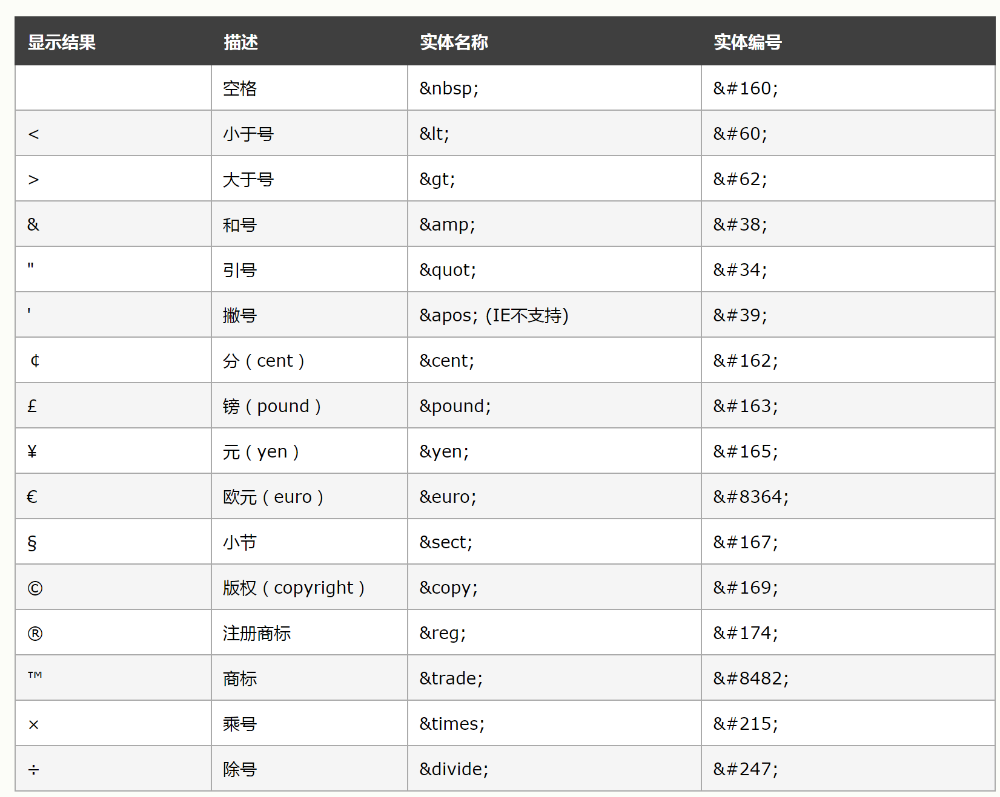 显示结果 描述 实体名称 实体编号
空格 &nbsp; &#160;
< 小于号 &lt; &#60;
> 大于号 &gt; &#62;
& 和号 &amp; &#38;
" 引号 &quot; &#34;
' 撇号 &apos; (IE不支持) &#39;
￠ 分（cent） &cent; &#162;
£ 镑（pound） &pound; &#163;
¥ 元（yen） &yen; &#165;
€ 欧元（euro） &euro; &#8364;
§ 小节 &sect; &#167;
© 版权（copyright） &copy; &#169;
® 注册商标 &reg; &#174;
™ 商标 &trade; &#8482;
× 乘号 &times; &#215;
÷ 除号 &divide; &#247;